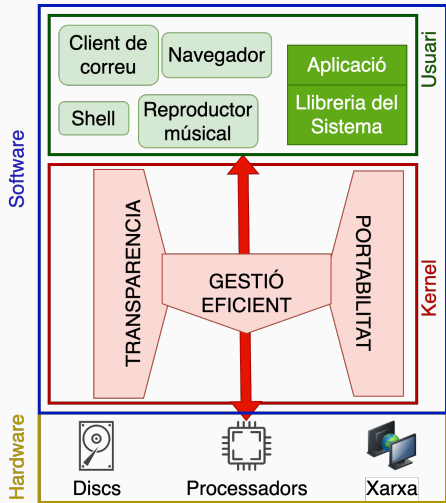 Client de
correu
Navegador
Aplicació
Shell
Reproductor
músical
Llibreria del
Sistema
Usuari
Software
TRANSPARENCIA
GESTIÓ
EFICIENT
PORTABILITAT
Kernel
Hardware
Discs
Processadors
Xarxa